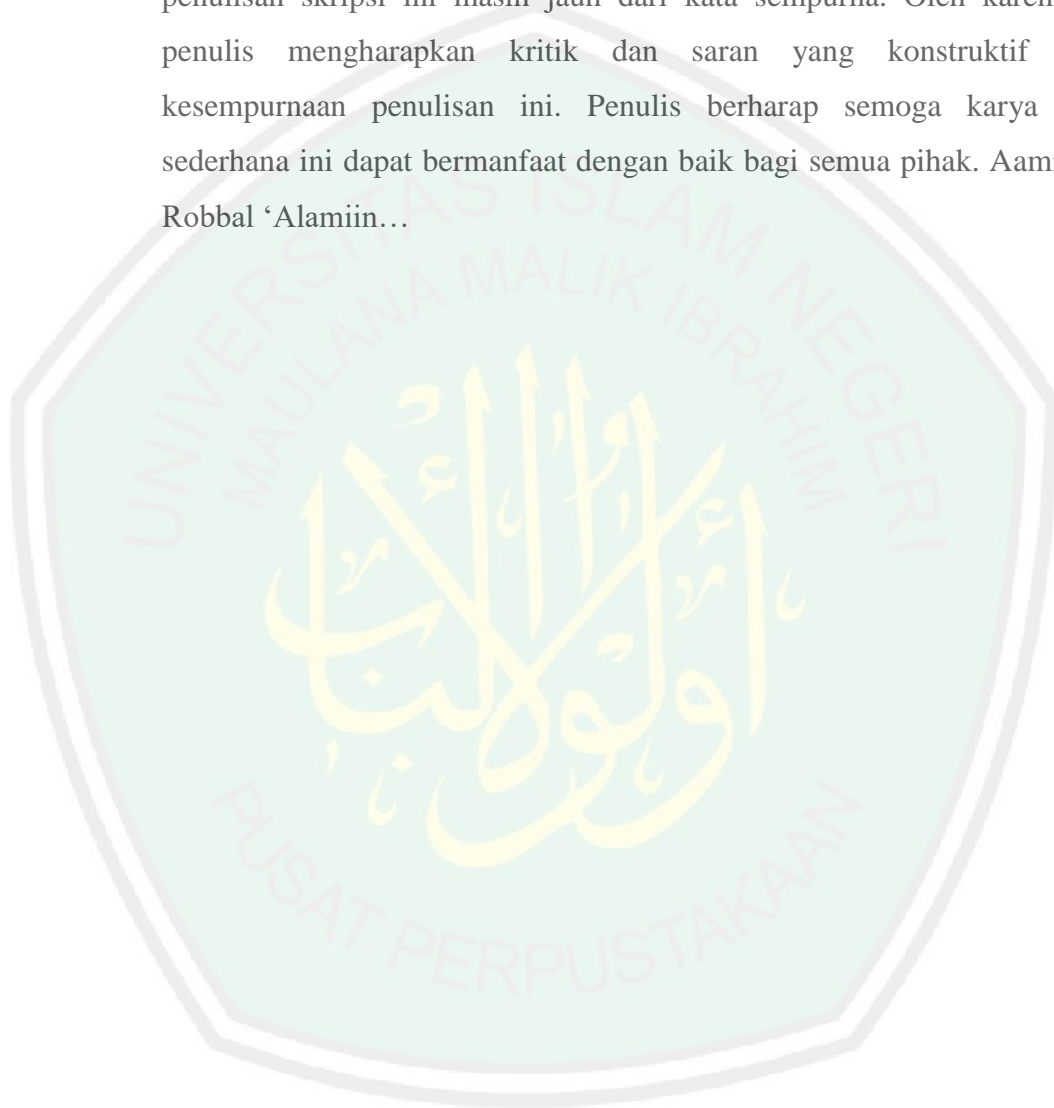 penulisan skripsi ini masih jauh dari kata sempurna. Oleh karen
penulis mengharapkan kritik dan saran yang konstruktif
kesempurnaan penulisan ini. Penulis berharap semoga karya
sederhana ini dapat bermanfaat dengan baik bagi semua pihak. Aam
Robbal ‘Alamiin…
UNIVERSITAS ISLAM NEGERI
MAULANA MALIK IBRAHIM
أولوا الألباب
PUSAT PERPUSTAKAAN